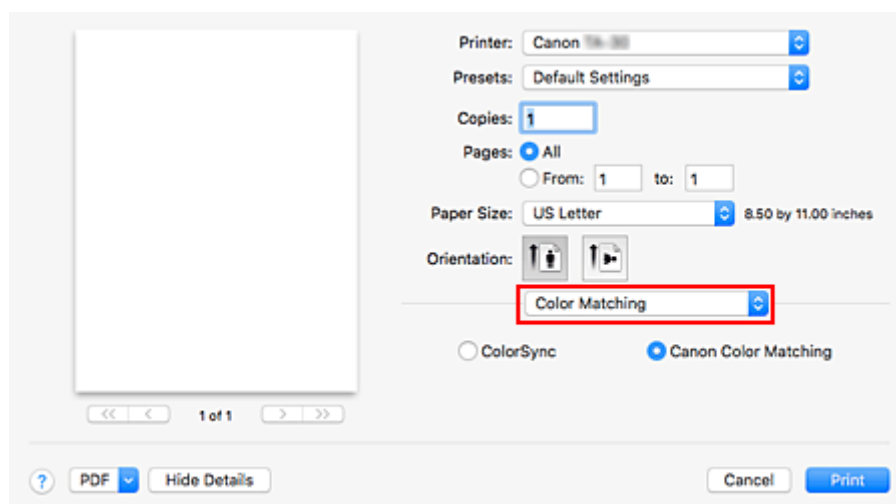 Printer: Canon
Presets: Default Settings
Copies: 1
Pages: All
From: 1 to: 1
Paper Size: US Letter 8.50 by 11.00 inches
Orientation:
Color Matching
ColorSync Canon Color Matching
<< < 1 of 1 > >>
? PDF Hide Details Cancel Print